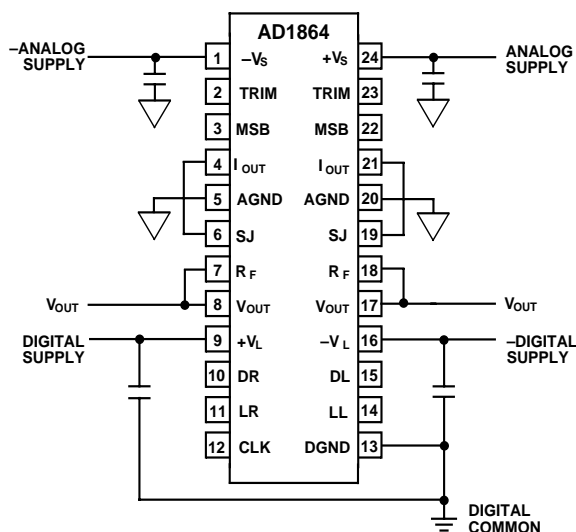 AD1864
–ANALOG
SUPPLY
1 –VS +VS 24
ANALOG
SUPPLY
2 TRIM TRIM 23
3 MSB MSB 22
4 IOUT IOUT 21
5 AGND AGND 20
6 SJ SJ 19
7 RF RF 18
VOUT 8 VOUT VOUT 17 VOUT
DIGITAL
SUPPLY
9 +VL –VL 16
–DIGITAL
SUPPLY
10 DR DL 15
11 LR LL 14
12 CLK DGND 13
DIGITAL
COMMON